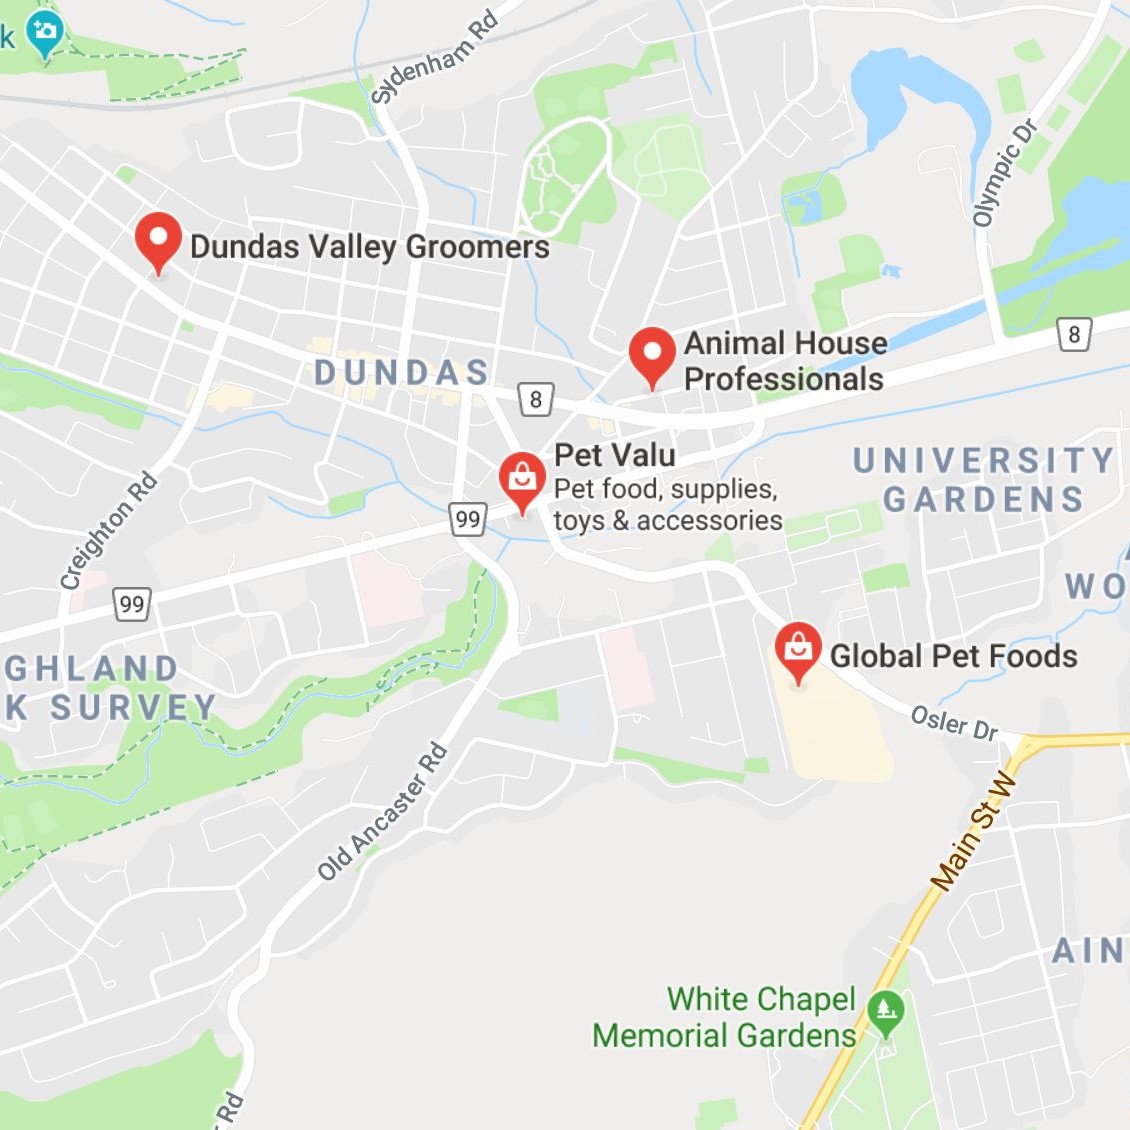 k
Sydenham Rd
Olympic Dr
Dundas Valley Groomers
Animal House
Professionals
8
DUNDAS
8
Pet Valu
Pet food, supplies,
toys & accessories
UNIVERSITY
GARDENS
99
Creighton Rd
99
WO
GHLAND
K SURVEY
Global Pet Foods
Osler Dr
Old Ancaster Rd
Main St W
AIN
White Chapel
Memorial Gardens
r Rd